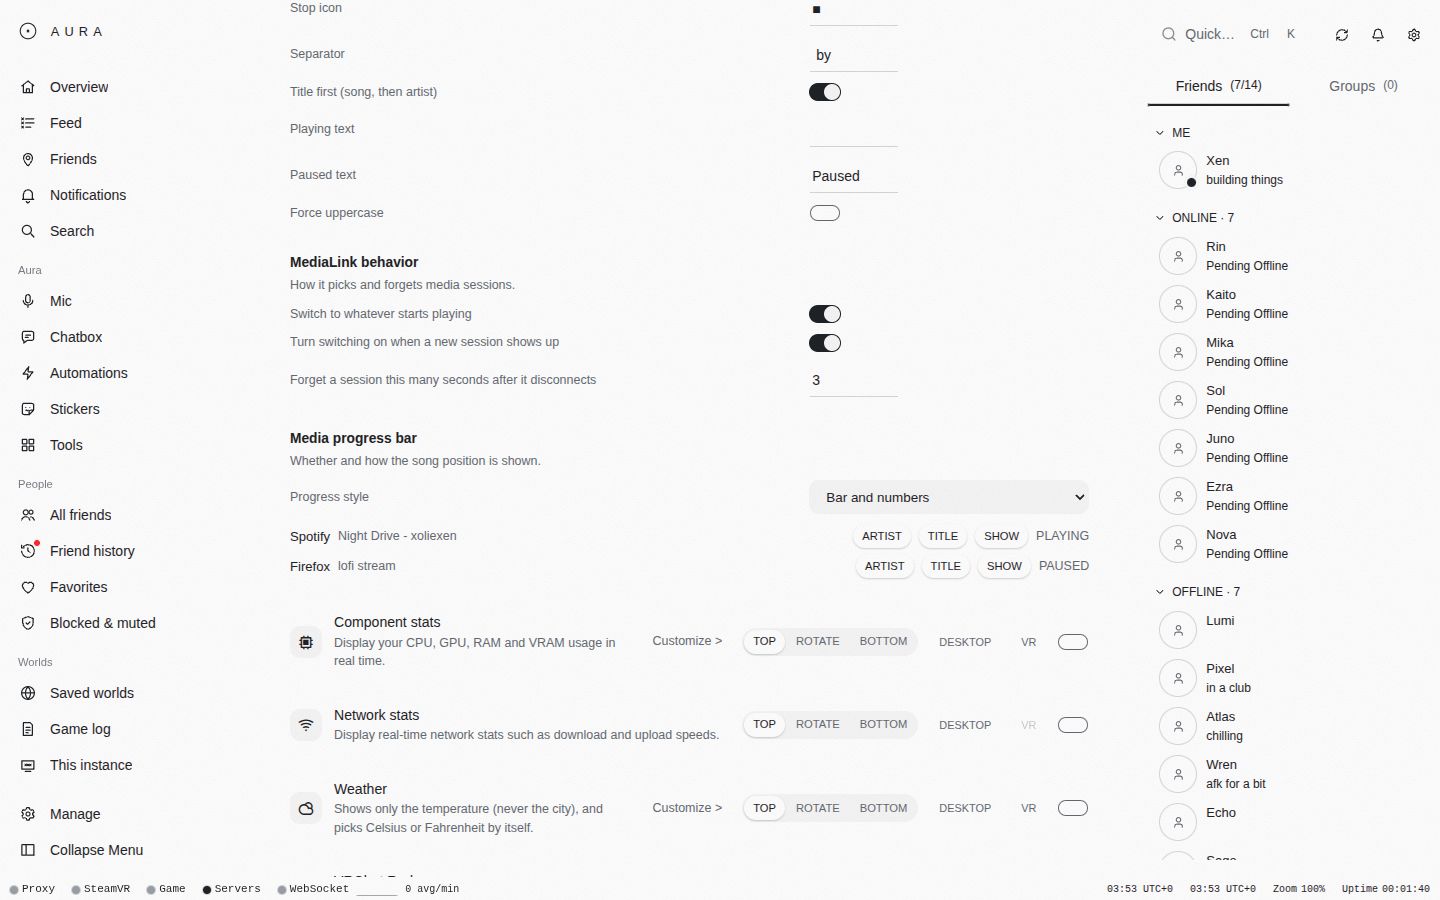 Stop icon
■
AURA
Quick... Ctrl K
Separator
by
Overview
Title first (song, then artist)
Friends (7/14)
Groups (0)
Feed
Playing text
ME
Friends
Xen
building things
Paused text
Paused
Notifications
Force uppercase
ONLINE · 7
Search
Rin
Pending Offline
Aura
MediaLink behavior
How it picks and forgets media sessions.
Mic
Switch to whatever starts playing
Kaito
Pending Offline
Chatbox
Turn switching on when a new session shows up
Mika
Pending Offline
Automations
Forget a session this many seconds after it disconnects
3
Sol
Pending Offline
Stickers
Tools
Media progress bar
Whether and how the song position is shown.
Juno
Pending Offline
People
Progress style
Bar and numbers
Ezra
Pending Offline
All friends
Spotify Night Drive - xoliexen
ARTIST TITLE SHOW PLAYING
Nova
Pending Offline
Friend history
Firefox lofi stream
ARTIST TITLE SHOW PAUSED
Favorites
OFFLINE · 7
Blocked & muted
Component stats
Display your CPU, GPU, RAM and VRAM usage in
real time.
Customize >
TOP ROTATE BOTTOM
DESKTOP VR
Lumi
Worlds
Pixel
in a club
Saved worlds
Game log
Network stats
Display real-time network stats such as download and upload speeds.
TOP ROTATE BOTTOM
DESKTOP VR
Atlas
chilling
This instance
Wren
afk for a bit
Manage
Weather
Shows only the temperature (never the city), and
picks Celsius or Fahrenheit by itself.
Customize >
TOP ROTATE BOTTOM
DESKTOP VR
Echo
Collapse Menu
Proxy SteamVR Game Servers WebSocket 0 avg/min
03:53 UTC+0 03:53 UTC+0 Zoom 100% Uptime 00:01:40